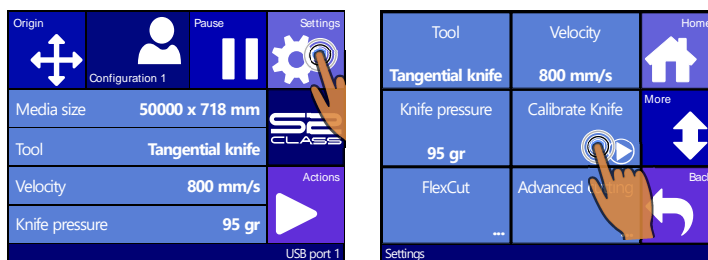 Origin
Configuration 1
Pause
Settings
Media size 50000 x 718 mm
S2
CLASS
Tool Tangential knife
Velocity 800 mm/s
Actions
Knife pressure 95 gr
USB port 1
Tool
Tangential knife
Velocity
800 mm/s
Home
Knife pressure
95 gr
Calibrate Knife
More
FlexCut
...
Advanced
Back
Settings